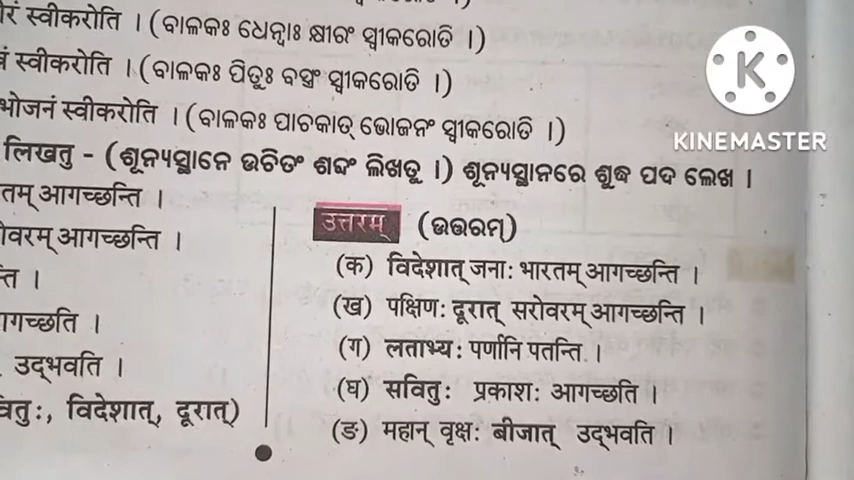 स्वीकरोति । (ବାଳକଃ ଧେନ୍ୱାଃ କ୍ଷୀରଂ ସ୍ୱୀକରୋତି ।)
स्वीकरोति । (ବାଳକଃ ପିତୁଃ ବସ୍ତ୍ରଂ ସ୍ୱୀକରୋତି ।)
भोजनं स्वीकरोति । (ବାଳକଃ ପାଚକାତ୍ ଭୋଜନଂ ସ୍ୱୀକରୋତି ।)
लिखतु - (ଶୂନ୍ୟସ୍ଥାନେ ଉଚିତଂ ଶବ୍ଦଂ ଲିଖତୁ ।) ଶୂନ୍ୟସ୍ଥାନରେ ଶୁଦ୍ଧ ପଦ ଲେଖ ।
तम् आगच्छन्ति ।
वरम् आगच्छन्ति ।
न्ति ।
गच्छति ।
उद्भवति ।
वितुः, विदेशात्, दूरात्)
उत्तरम् (ଉତ୍ତରମ୍)
(क) विदेशात् जनाः भारतम् आगच्छन्ति ।
(ख) पक्षिणः दूरात् सरोवरम् आगच्छन्ति ।
(ग) लताभ्यः पर्णानि पतन्ति ।
(घ) सवितुः प्रकाशः आगच्छति ।
(ङ) महान् वृक्षः बीजात् उद्भवति ।
K
KINEMASTER